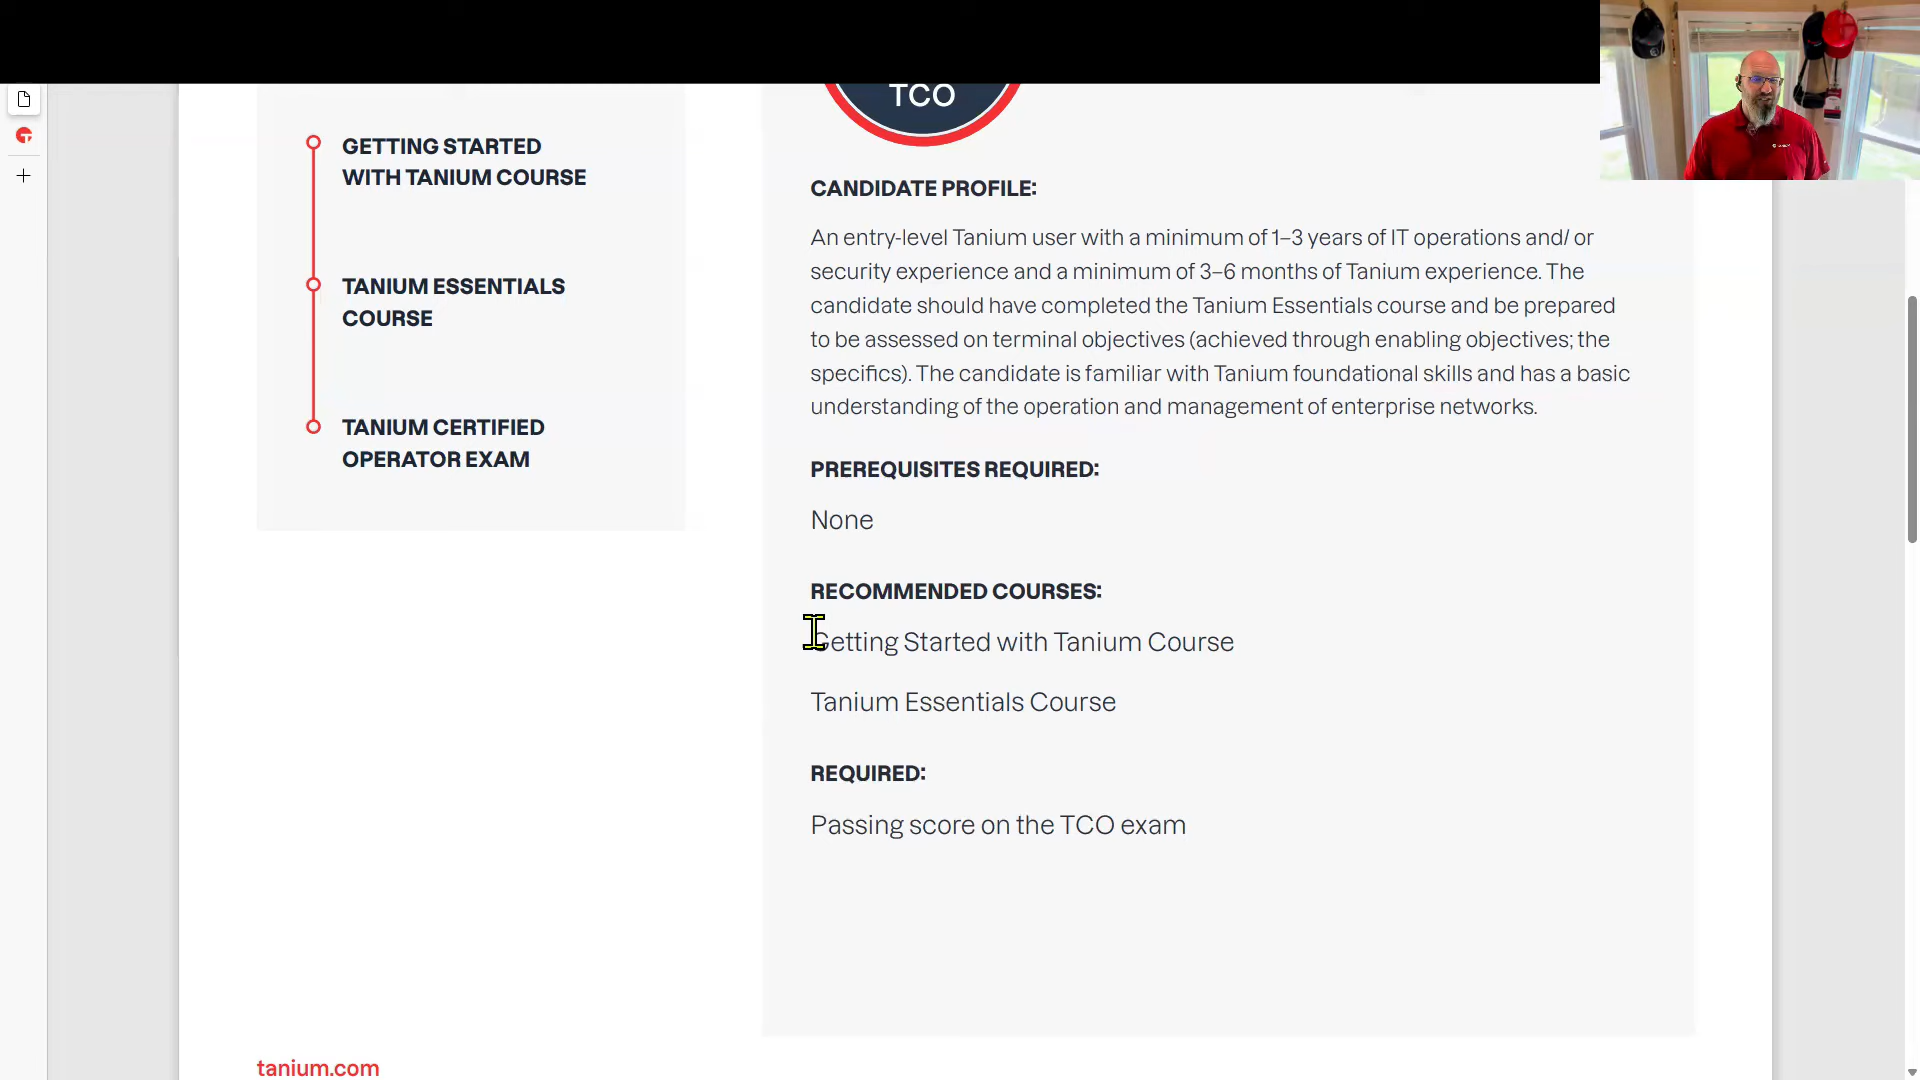 TCO
GETTING STARTED
WITH TANIUM COURSE
TANIUM ESSENTIALS
COURSE
TANIUM CERTIFIED
OPERATOR EXAM
CANDIDATE PROFILE:
An entry-level Tanium user with a minimum of 1–3 years of IT operations and/ or
security experience and a minimum of 3–6 months of Tanium experience. The
candidate should have completed the Tanium Essentials course and be prepared
to be assessed on terminal objectives (achieved through enabling objectives; the
specifics). The candidate is familiar with Tanium foundational skills and has a basic
understanding of the operation and management of enterprise networks.
PREREQUISITES REQUIRED:
None
RECOMMENDED COURSES:
Getting Started with Tanium Course
Tanium Essentials Course
REQUIRED:
Passing score on the TCO exam
tanium.com